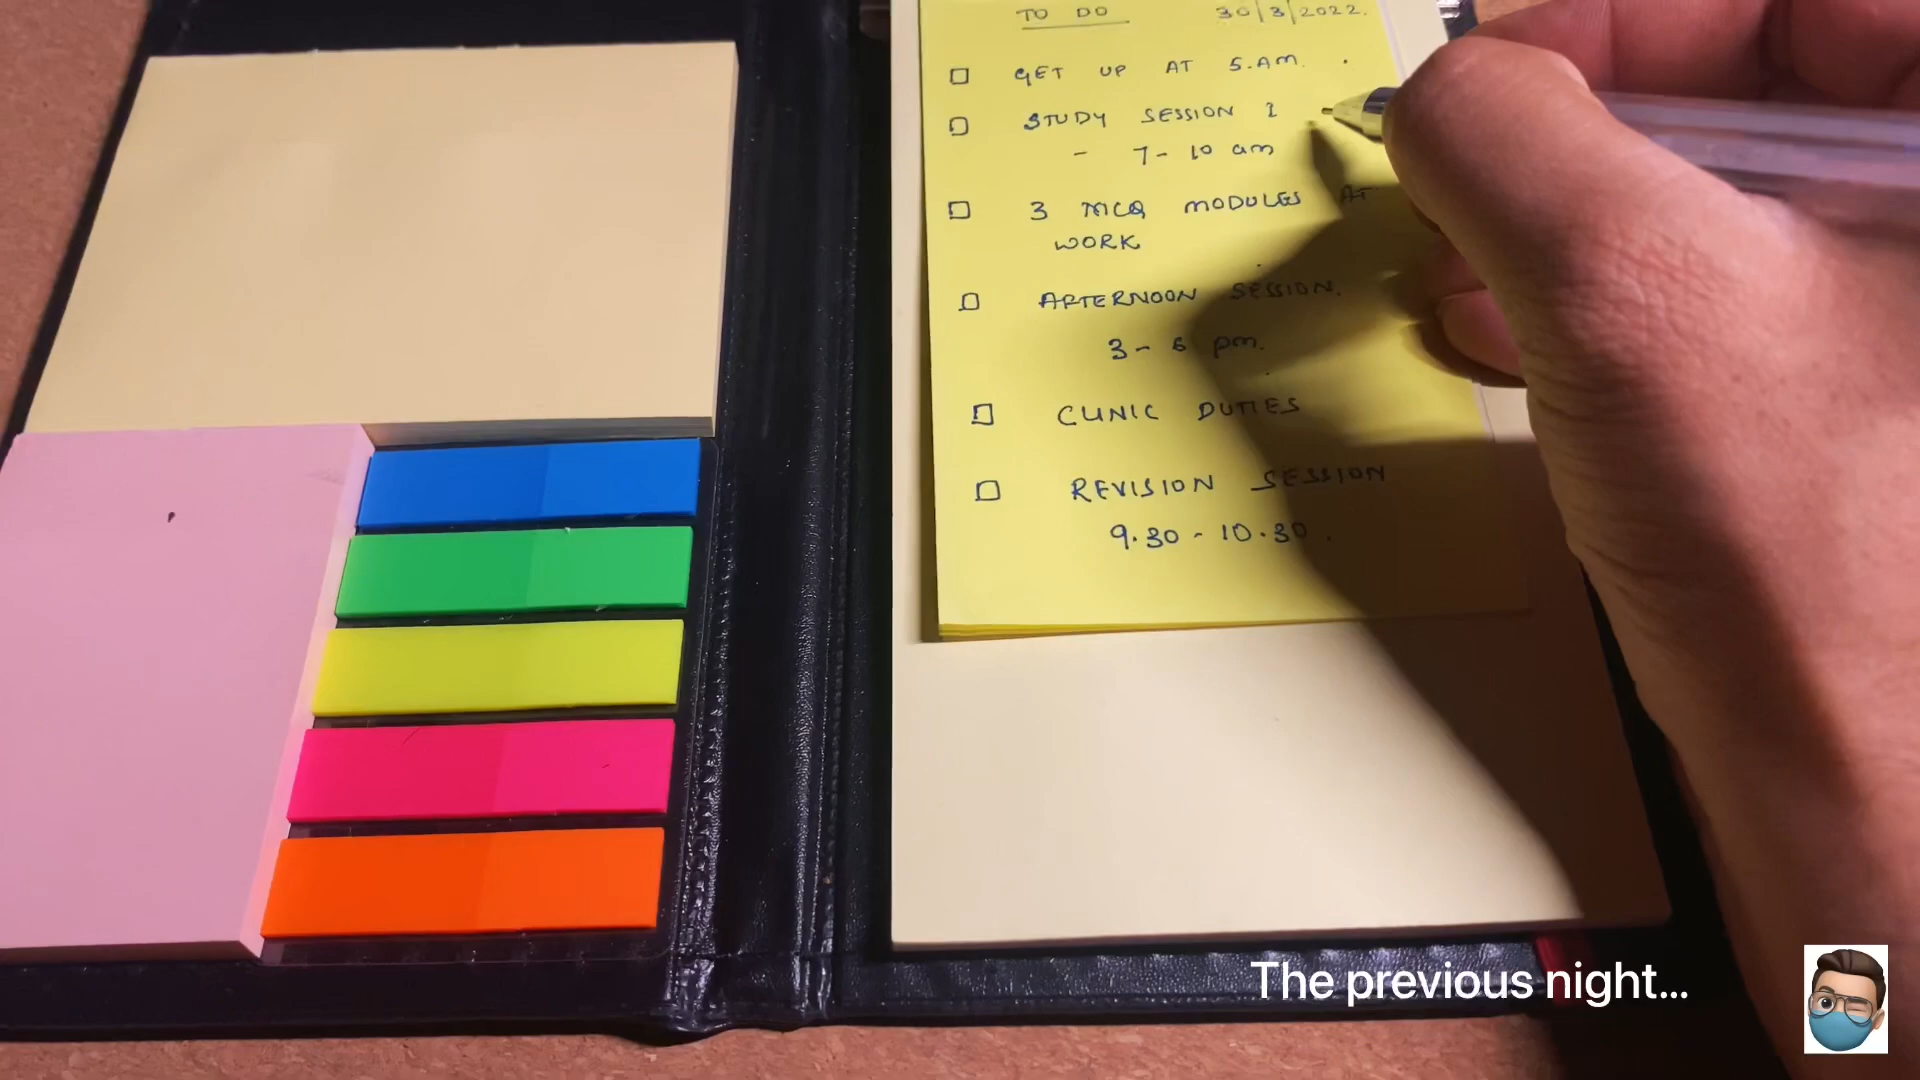 TO DO 30/3/2022.
GET UP AT 5.AM.
STUDY SESSION 1
- 7-10 am
3 MCQ MODULES AT
WORK
AFTERNOON SESSION.
3-6 pm.
CLINIC DUTIES
REVISION SESSION
9.30-10.30.
The previous night...